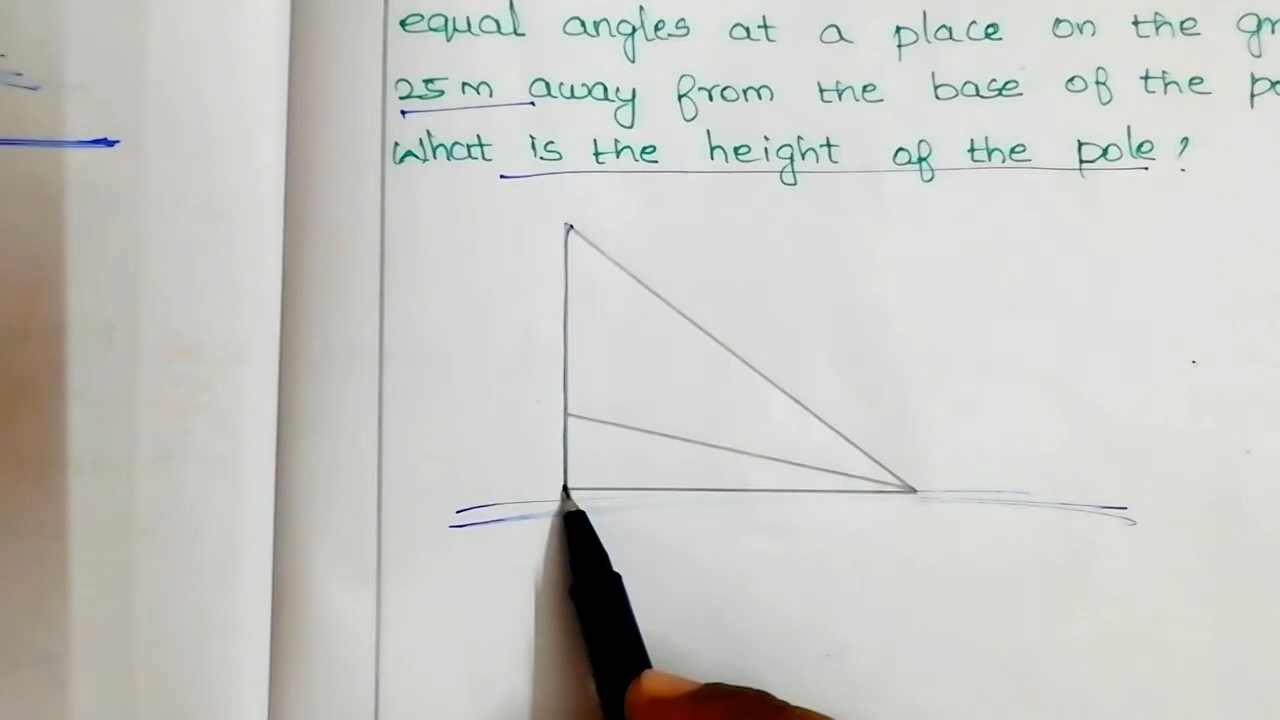 equal angles at a place on the
25m away from the base of the
What is the height of the pole?